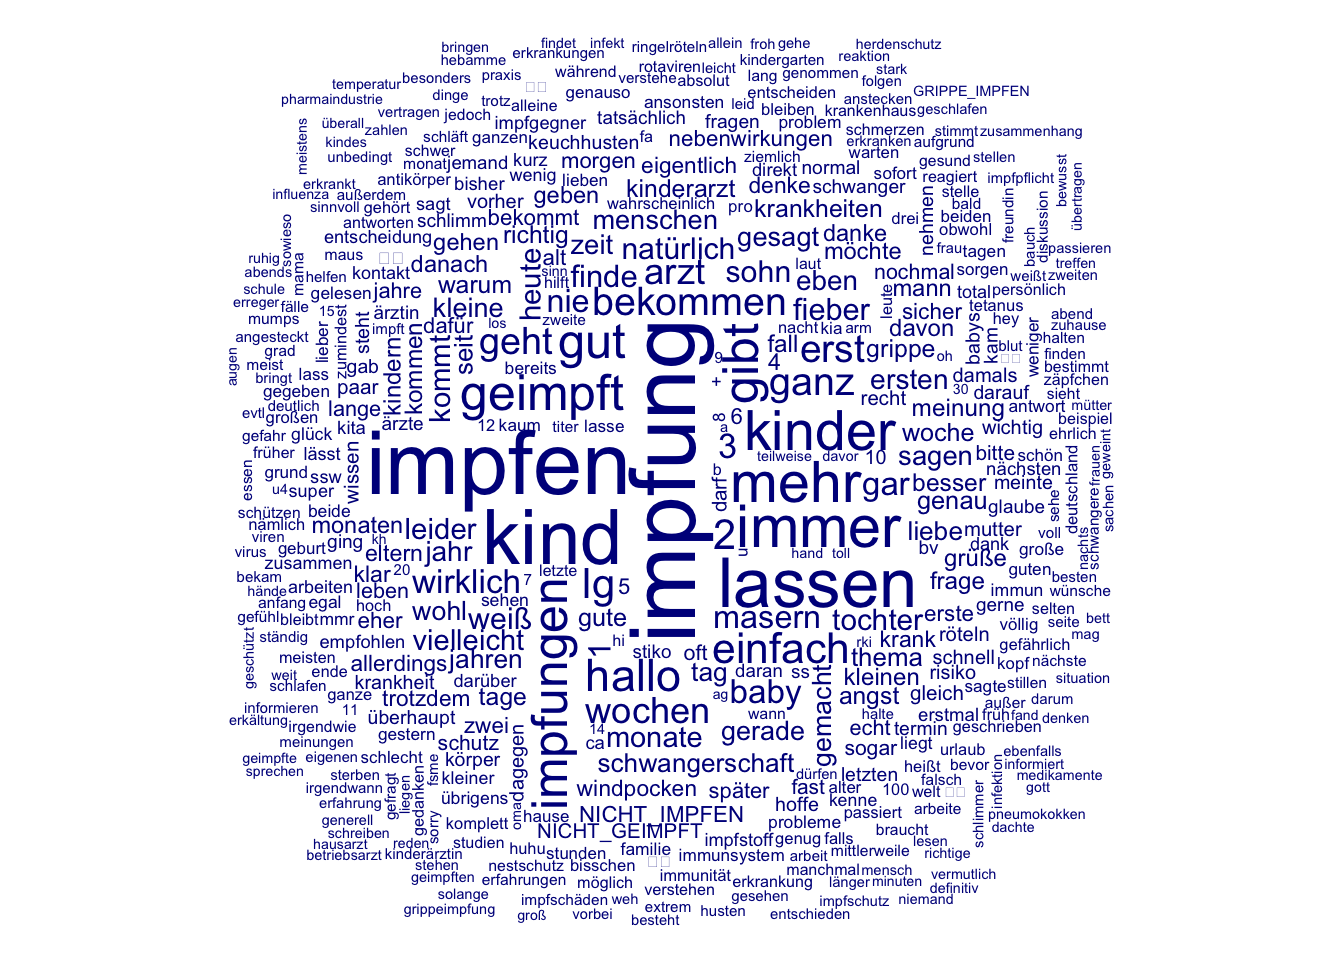 bringen findet infekt ringelröteln allein froh gehe herdenschutz
hebamme erkrankungen kindergarten reaktion
temperatur besonders praxis während rotaviren leicht lang genommen stark
verstehe absolut folgen
pharmaindustrie dinge trotz alleine genauso ansonsten leid entscheiden anstecken GRIPPE_IMPFEN
vertragen jedoch impfgegner tatsächlich fragen bleiben problem krankenhaus geschlafen
meistens überall zahlen schläft ganzen keuchhusten fa nebenwirkungen schmerzen stimmt zusammenhang
kindes schwer erkranken aufgrund
unbedingt monat jemand kurz morgen eigentlich ziemlich direkt normal warten gesund stellen
antikörper bisher wenig lieben kinderarzt denke schwanger sofort reagiert impfpflicht bewusst
erkrankt influenza außerdem vorher geben wahrscheinlich pro krankheiten drei nehmen stelle bald übertragen
sinnvoll gehört sagt schlimm bekommt menschen beiden freundin
antworten richtig zeit natürlich gesagt danke obwohl diskussion
entscheidung gehen möchte frau tagen bauch passieren
sowieso ruhig maus danach heute alt finde arzt sohn laut eben nochmal sorgen weißt treffen
abends mama helfen kontakt warum sinn hilft leute mann total persönlich zweiten
schule gelesen jahre kleine nie bekommen fieber sicher tetanus
erreger fälle 15 ärztin dafür los zweite nacht kia arm davon babys hey abend
mumps lieber zumindest steht impft seit geht gut impfung gibt fall erst grippe oh kam blut weniger zuhause
angesteckt grad gab kindern kommen kommt bereits 9 4 halten
augen meist bringt lass paar geimpft + ganz ersten damals finden bestimmt
gegeben recht 30 darauf sieht zäpfchen
evtl deutlich großen lange ärzte 12 kaum titer lasse 8 6 kinder meinung antwort mütter
gefahr glück kita a 3 woche wichtig ehrlich beispiel
früher lässt wissen impfen teilweise davor 10 sagen bitte schön
essen grund ssw darf b mehr gar besser nächsten meinte sehe deutschland frauen geweint
u4 super genau glaube
schützen beide monaten leider kind 2 immer liebe mutter voll schwangere sachen
nämlich viren ging kh bv dank große nachts
virus geburt eltern jahr u hand toll grüße
zusammen klar 20 letzte guten besten
bekam arbeiten leben wirklich 7 lg 5 lassen frage immun wünsche
hände anfang egal hoch sehen gerne selten
gefühl bleibt mmr eher wohl weiß gute masern tochter erste völlig seite bett
geschützt ständig empfohlen vielleicht impfungen 1 hi stiko oft einfach rki krank röteln gefährlich mag
meisten allerdings jahren thema schnell kopf nächste
weit ende darüber hallo tag daran ss kleinen risiko
schlafen krankheit baby angst sagte stillen situation
ganze trotzdem tage ag gemacht gleich außer darum
informieren 11 überhaupt wochen wann halte erstmal früh fand denken
erkältung irgendwie zwei 14 gerade echt termin geschrieben
gestern schutz ca monate sogar liegt urlaub
meinungen dagegen ebenfalls
geimpfte eigenen schlecht körper schwangerschaft heißt bevor informiert
sprechen sterben gefragt fsme kleiner dürfen letzten falsch infektion medikamente
irgendwann liegen gedanken windpocken später fast alter 100 welt gott
erfahrung übrigens oma hoffe kenne arbeite schlimmer
generell sorry komplett hause NICHT_IMPFEN probleme passiert pneumokokken
schreiben NICHT_GEIMPFT braucht dachte
hausarzt reden studien huhu impfstoff genug falls lesen
betriebsarzt kinderärztin stunden familie immunsystem arbeit mittlerweile richtige
stehen nestschutz bisschen manchmal mensch
geimpften erfahrungen möglich immunität erkrankung länger minuten vermutlich
solange verstehen definitiv
impfschäden weh gesehen impfschutz niemand
grippeimpfung groß vorbei extrem husten entschieden
besteht